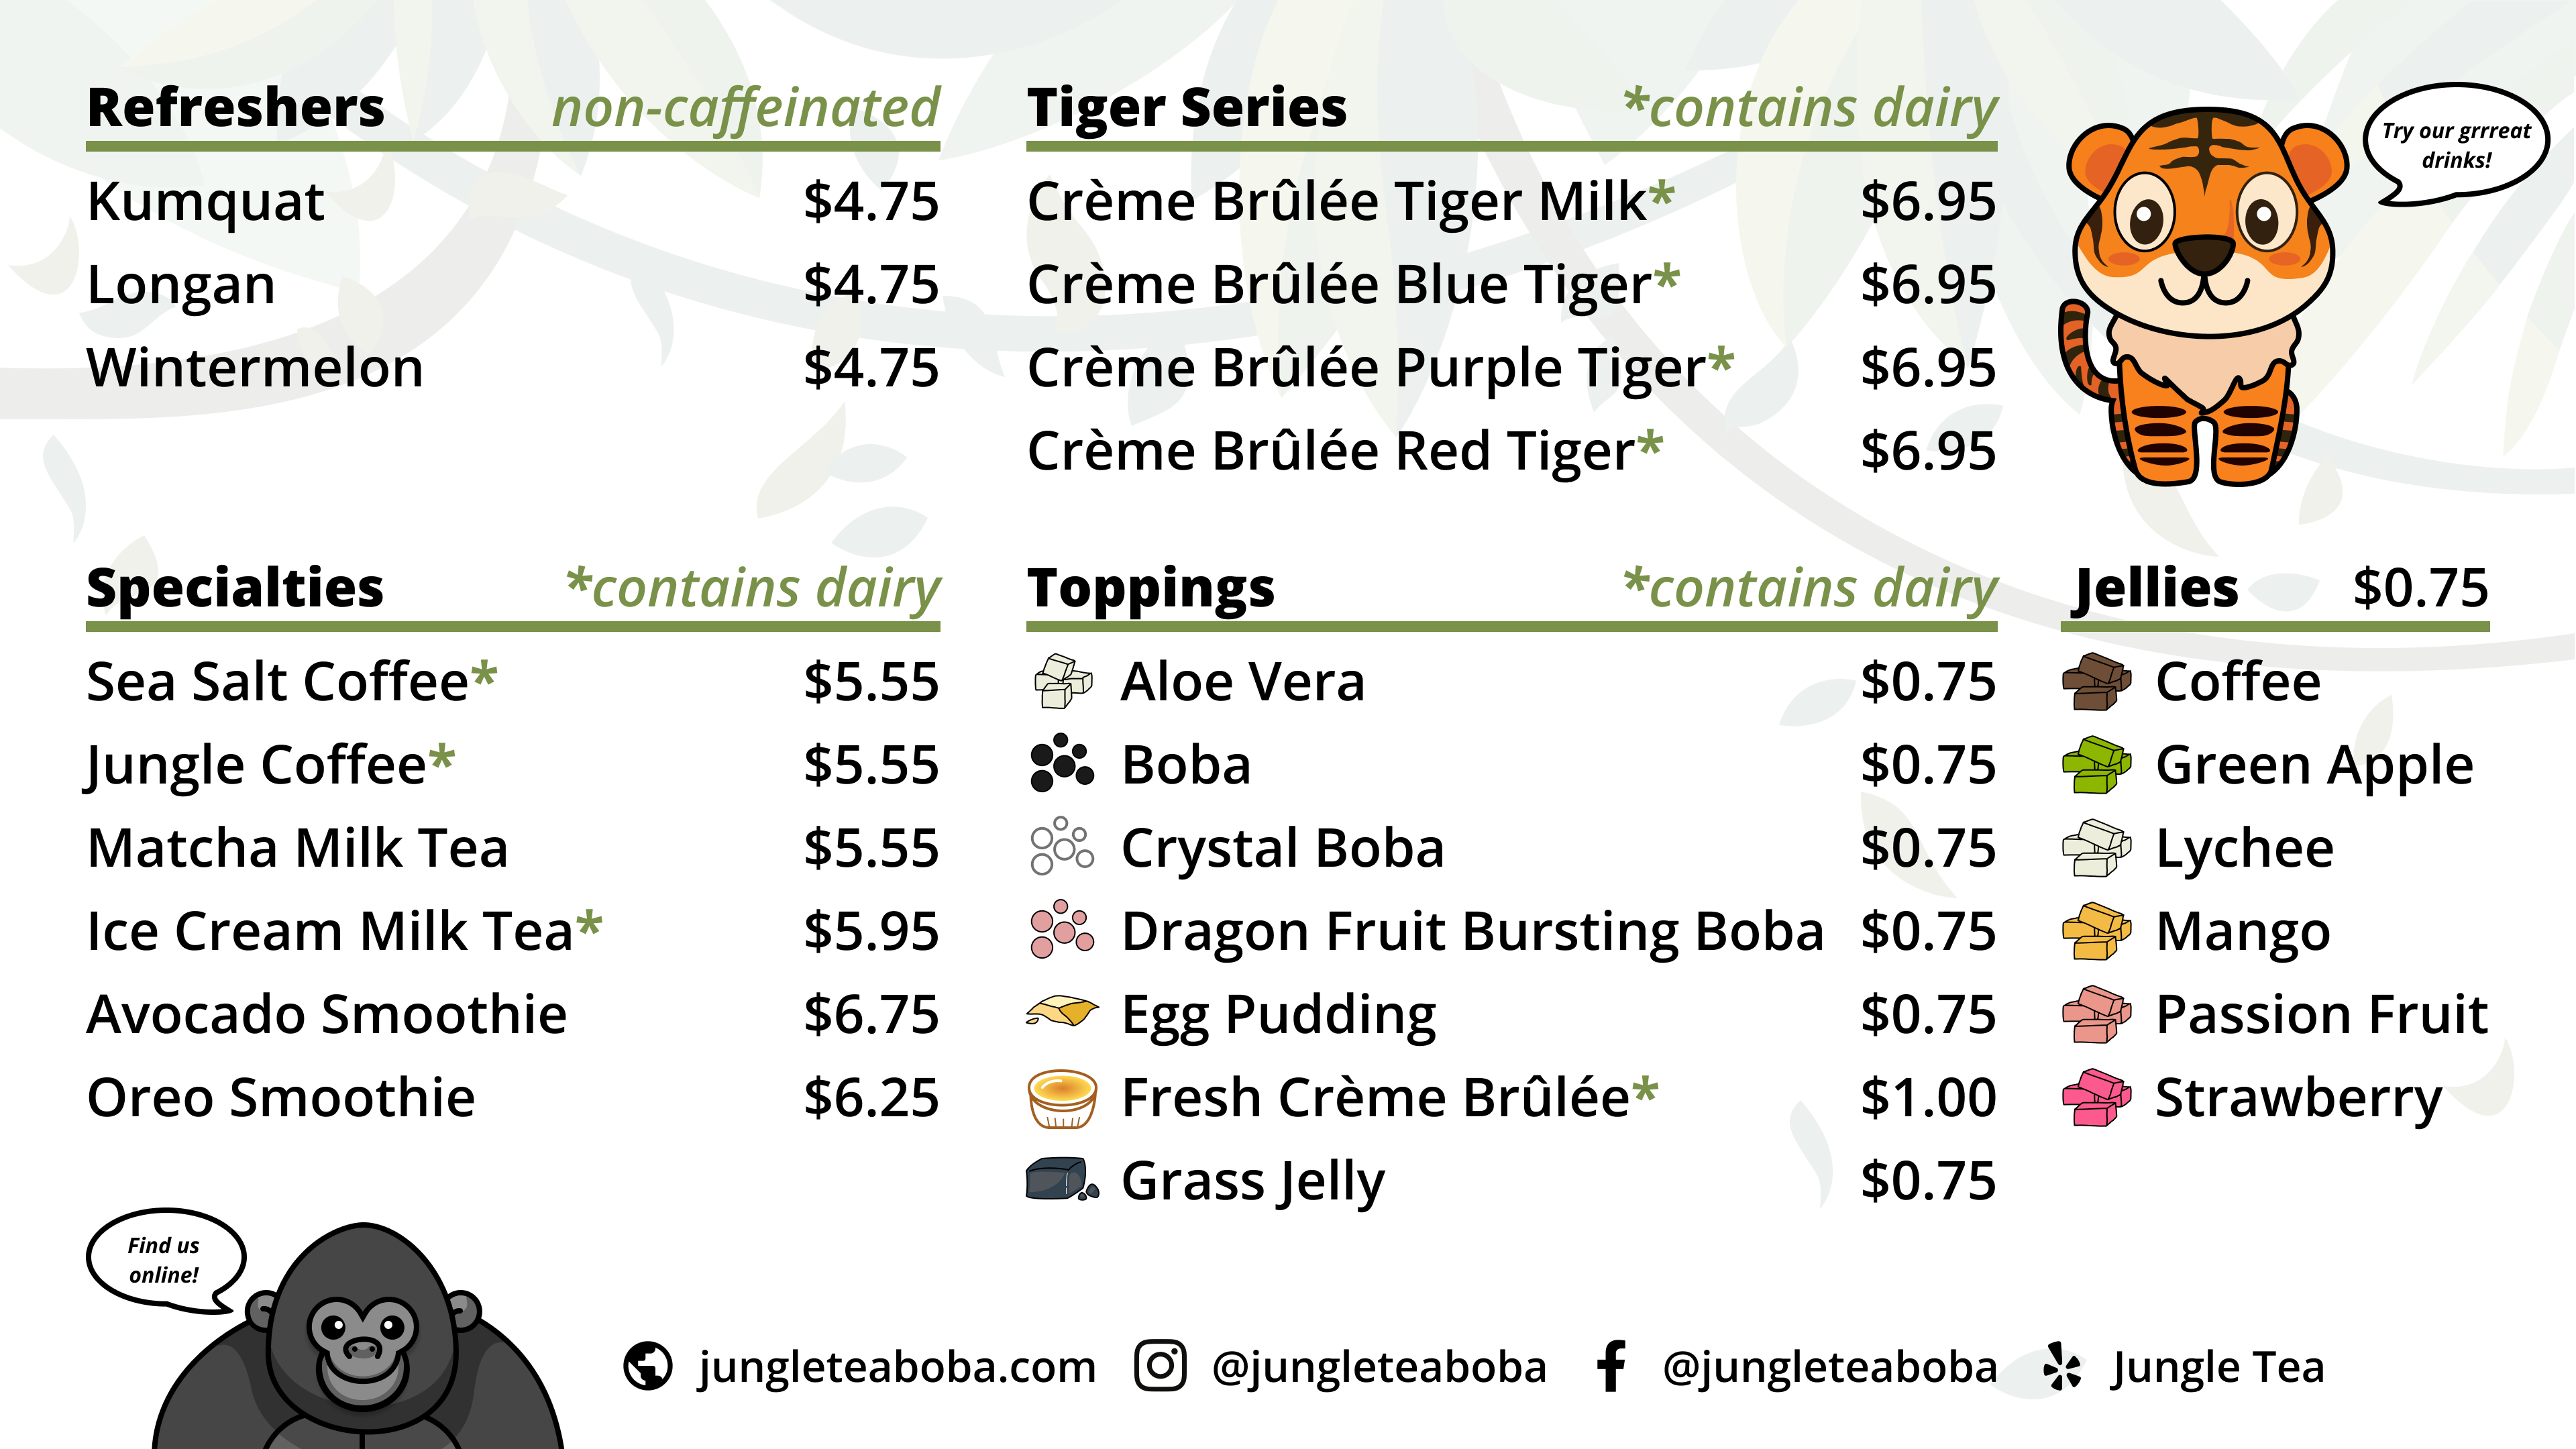 Refreshers non-caffeinated
Kumquat $4.75
Longan $4.75
Wintermelon $4.75
Tiger Series *contains dairy
Crème Brûlée Tiger Milk* $6.95
Crème Brûlée Blue Tiger* $6.95
Crème Brûlée Purple Tiger* $6.95
Crème Brûlée Red Tiger* $6.95
Try our grrreat
drinks!
Specialties *contains dairy
Sea Salt Coffee* $5.55
Jungle Coffee* $5.55
Matcha Milk Tea $5.55
Ice Cream Milk Tea* $5.95
Avocado Smoothie $6.75
Oreo Smoothie $6.25
Toppings *contains dairy
Aloe Vera $0.75
Boba $0.75
Crystal Boba $0.75
Dragon Fruit Bursting Boba $0.75
Egg Pudding $0.75
Fresh Crème Brûlée* $1.00
Grass Jelly $0.75
Jellies $0.75
Coffee
Green Apple
Lychee
Mango
Passion Fruit
Strawberry
Find us
online!
jungleteaboba.com @jungleteaboba @jungleteaboba Jungle Tea